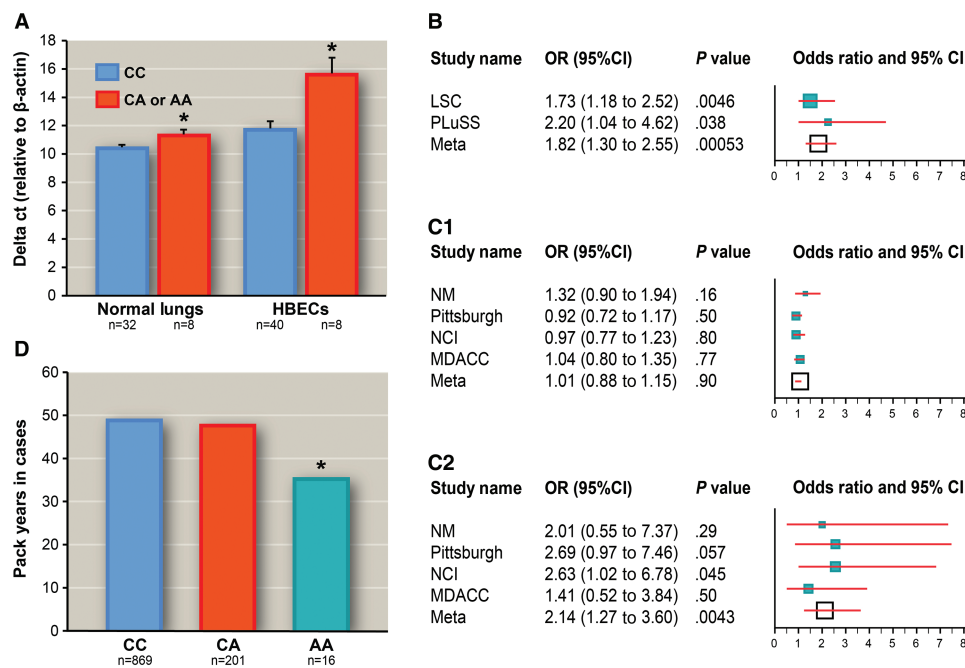 A
Delta ct (relative to β-actin)
18
16
14
12
10
8
6
4
2
0
CC
CA or AA
*
*
Normal lungs
HBECs
n=32 n=8 n=40 n=8
B
Study name OR (95%CI) P value Odds ratio and 95% CI
LSC 1.73 (1.18 to 2.52) .0046
PLuSS 2.20 (1.04 to 4.62) .038
Meta 1.82 (1.30 to 2.55) .00053
0 1 2 3 4 5 6 7 8
C1
Study name OR (95%CI) P value Odds ratio and 95% CI
NM 1.32 (0.90 to 1.94) .16
Pittsburgh 0.92 (0.72 to 1.17) .50
NCI 0.97 (0.77 to 1.23) .80
MDACC 1.04 (0.80 to 1.35) .77
Meta 1.01 (0.88 to 1.15) .90
0 1 2 3 4 5 6 7 8
D
Pack years in cases
60
50
40
30
20
10
0
*
CC CA AA
n=869 n=201 n=16
C2
Study name OR (95%CI) P value Odds ratio and 95% CI
NM 2.01 (0.55 to 7.37) .29
Pittsburgh 2.69 (0.97 to 7.46) .057
NCI 2.63 (1.02 to 6.78) .045
MDACC 1.41 (0.52 to 3.84) .50
Meta 2.14 (1.27 to 3.60) .0043
0 1 2 3 4 5 6 7 8